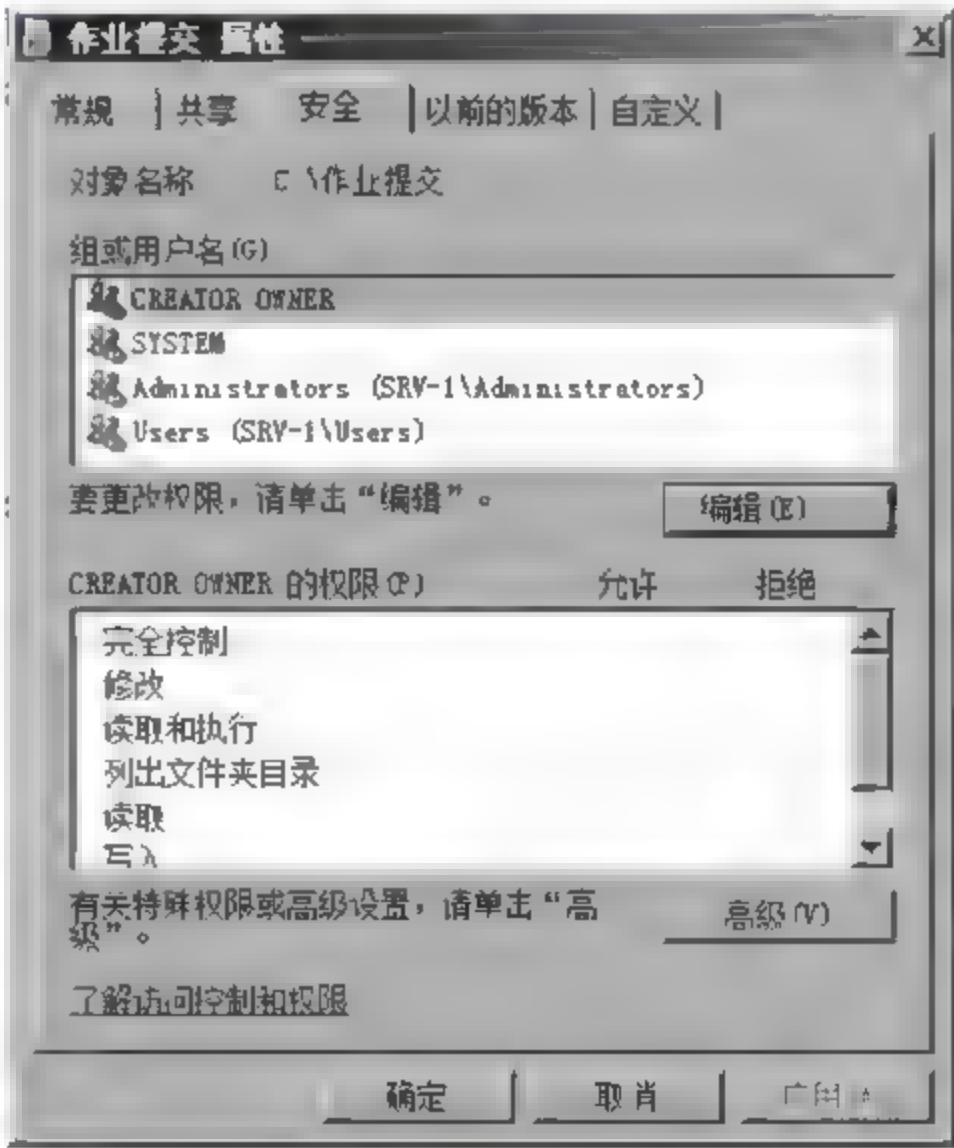 作业提交 属性
常规 共享 安全 以前的版本 自定义
对象名称 E \作业提交
组或用户名(G)
CREATOR OWNER
SYSTEM
Administrators (SRV-1\Administrators)
Users (SRV-1\Users)
要更改权限，请单击“编辑”。 编辑(E)
CREATOR OWNER 的权限(P) 允许 拒绝
完全控制
修改
读取和执行
列出文件夹目录
读取
写入
有关特殊权限或高级设置，请单击“高
级”。 高级(V)
了解访问控制和权限
确定 取消